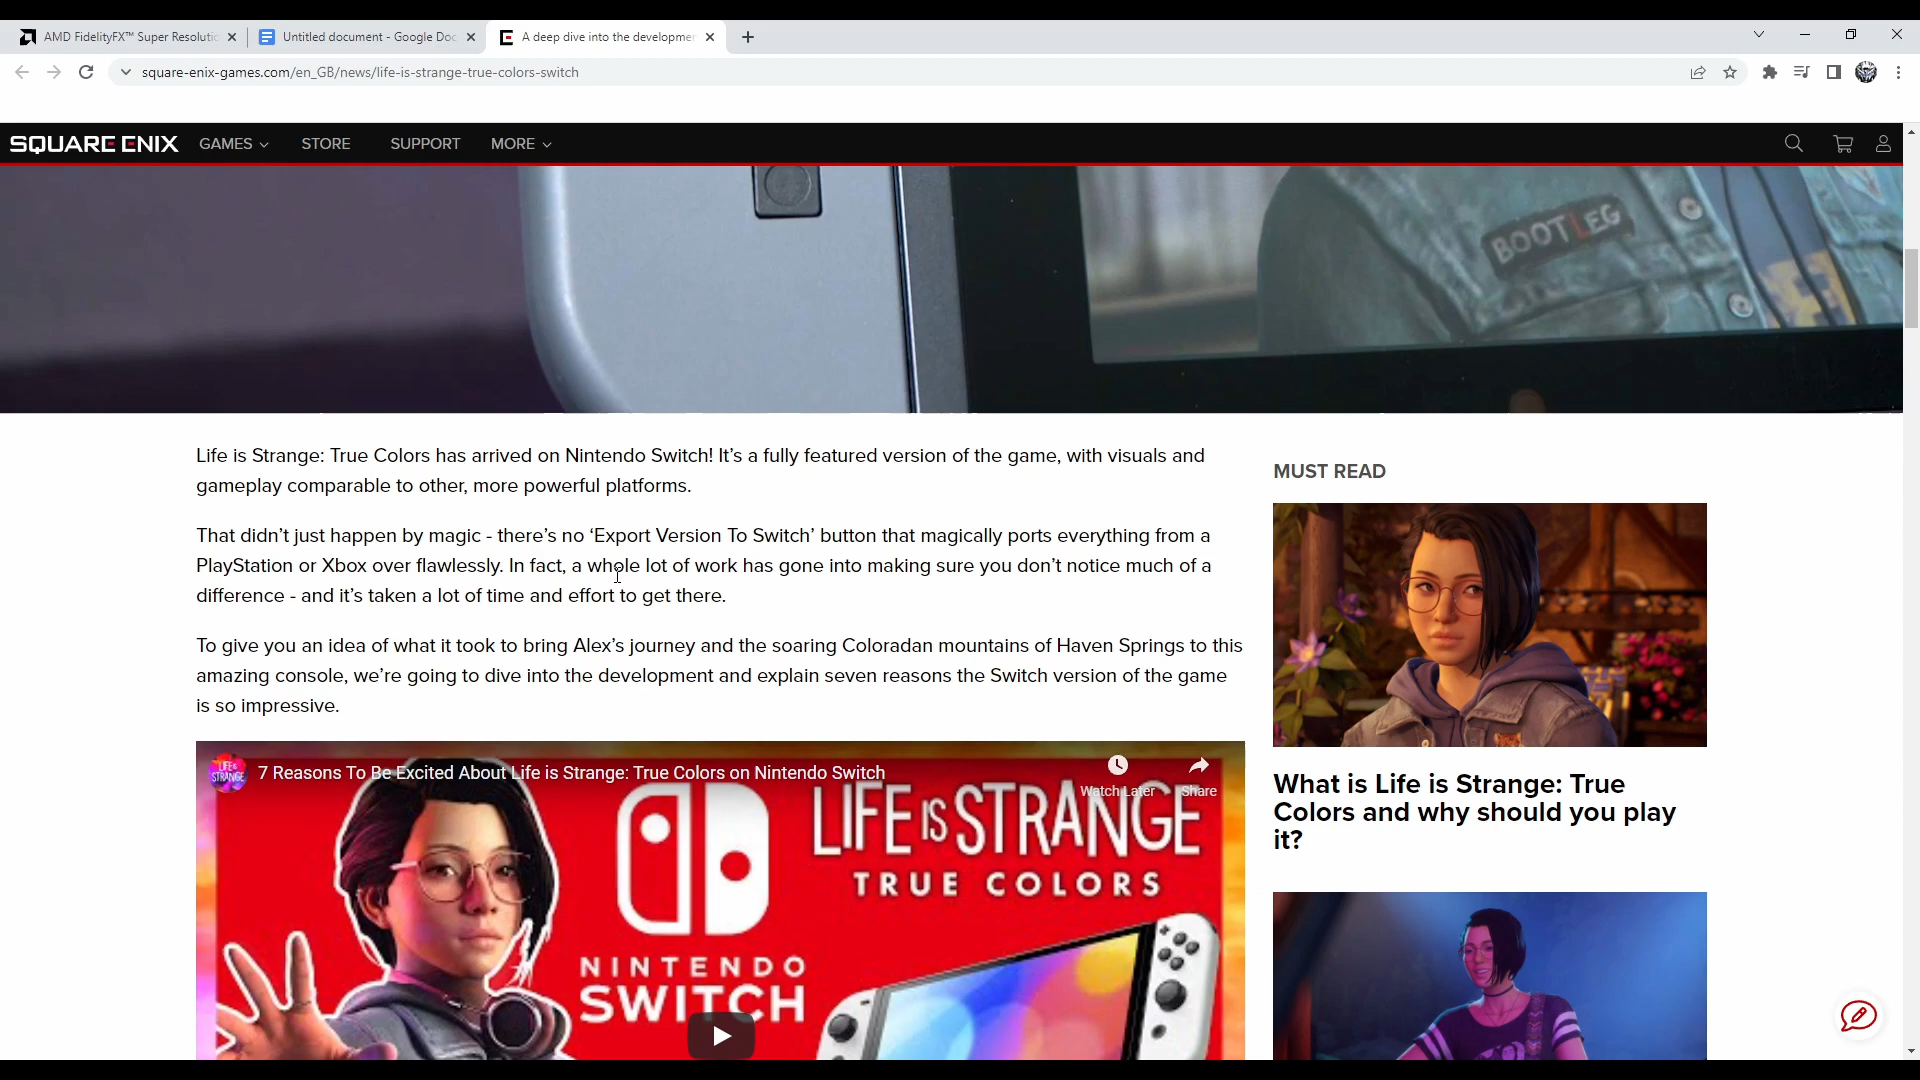 AMD FidelityFX™ Super Resolutio
Untitled document - Google Doc
A deep dive into the developme
square-enix-games.com/en_GB/news/life-is-strange-true-colors-switch
SQUARE ENIX
GAMES
STORE
SUPPORT
MORE
BOOTLEG
Life is Strange: True Colors has arrived on Nintendo Switch! It’s a fully featured version of the game, with visuals and
gameplay comparable to other, more powerful platforms.
That didn’t just happen by magic - there’s no ‘Export Version To Switch’ button that magically ports everything from a
PlayStation or Xbox over flawlessly. In fact, a whole lot of work has gone into making sure you don’t notice much of a
difference - and it’s taken a lot of time and effort to get there.
To give you an idea of what it took to bring Alex’s journey and the soaring Coloradan mountains of Haven Springs to this
amazing console, we’re going to dive into the development and explain seven reasons the Switch version of the game
is so impressive.
LIFE IS STRANGE
7 Reasons To Be Excited About Life is Strange: True Colors on Nintendo Switch
Watch Later
Share
LIFE IS STRANGE
TRUE COLORS
NINTENDO
SWITCH
MUST READ
What is Life is Strange: True
Colors and why should you play
it?